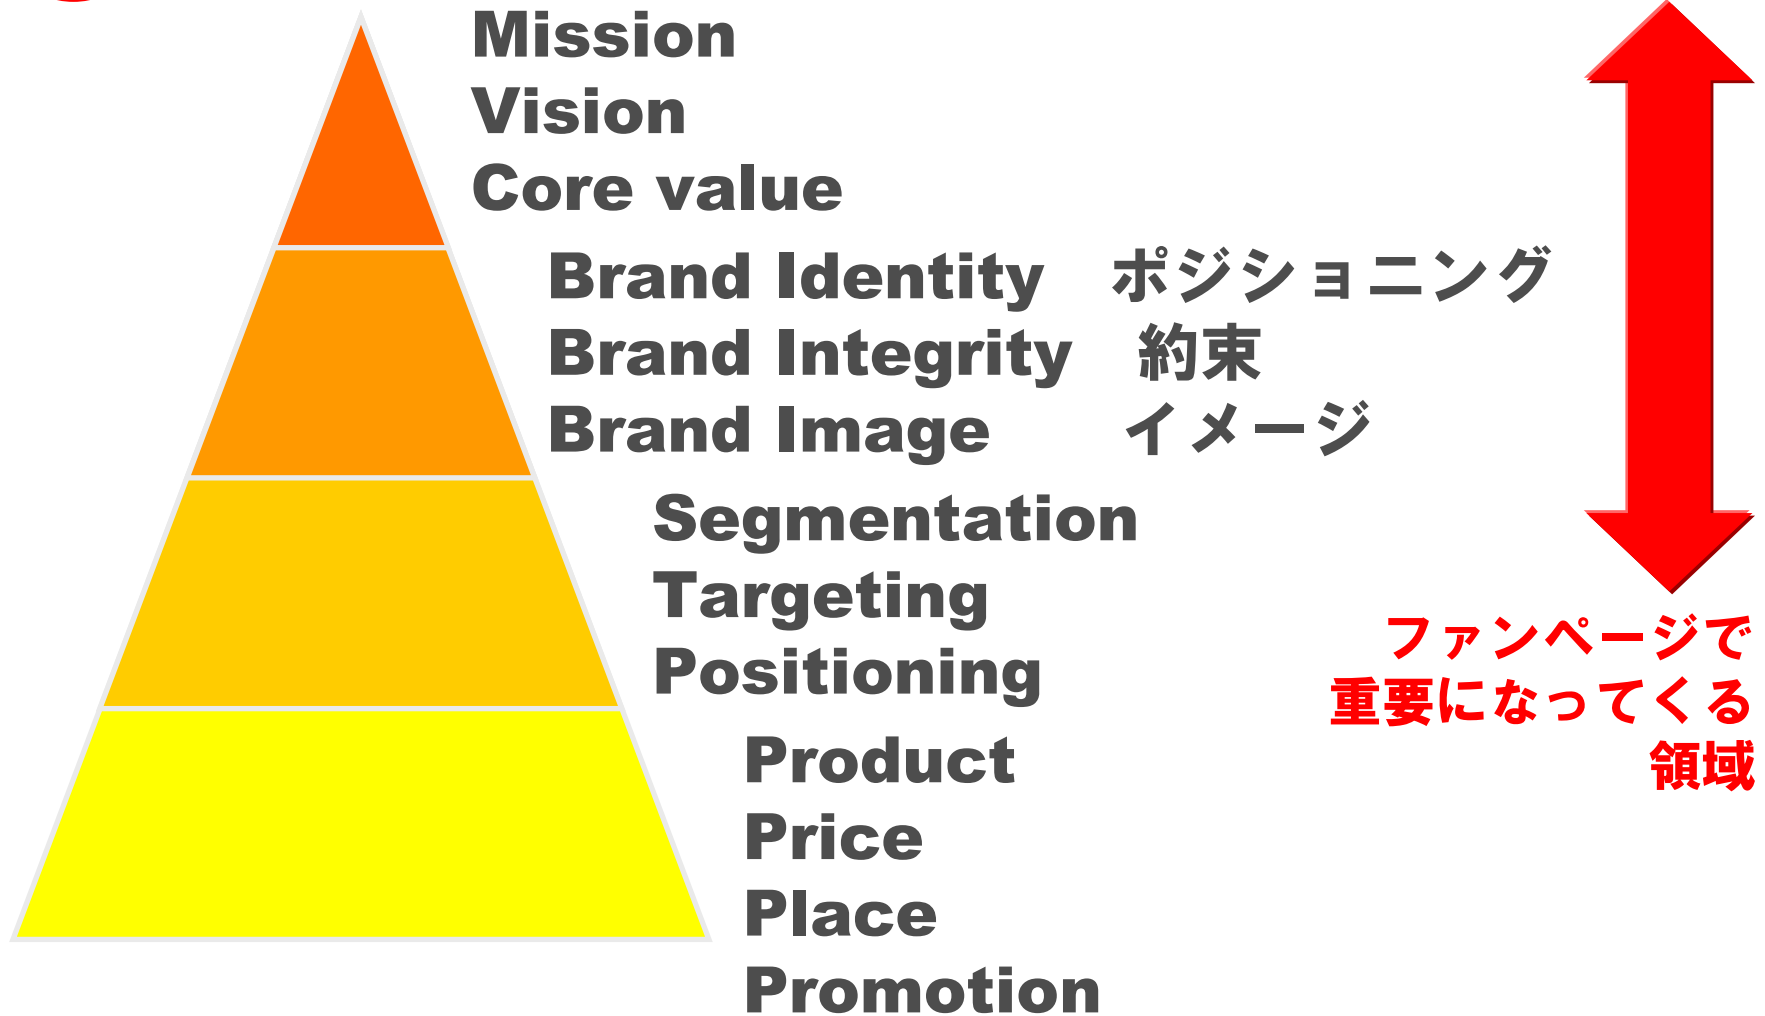 Mission
Vision
Core value
Brand Identity　ポジショニング
Brand Integrity　約束
Brand Image　イメージ
Segmentation
Targeting
Positioning
Product
Price
Place
Promotion
ファンページで
重要になってくる
領域